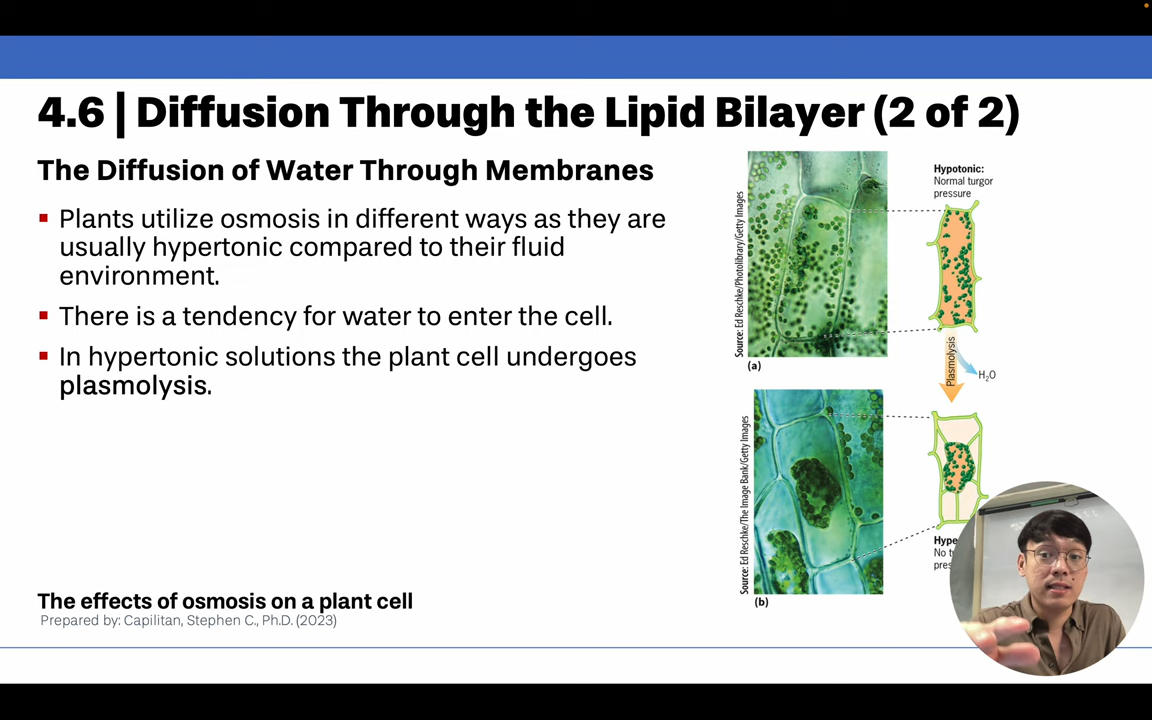 4.6 | Diffusion Through the Lipid Bilayer (2 of 2)
The Diffusion of Water Through Membranes
Plants utilize osmosis in different ways as they are
usually hypertonic compared to their fluid
environment.
There is a tendency for water to enter the cell.
In hypertonic solutions the plant cell undergoes
plasmolysis.
Source: Ed Reschke/Photolibrary/Getty Images
(a)
Hypotonic:
Normal turgor
pressure
Plasmolysis
H₂O
Source: Ed Reschke/The Image Bank/Getty Images
(b)
No
The effects of osmosis on a plant cell
Prepared by: Capilitan, Stephen C., Ph.D. (2023)